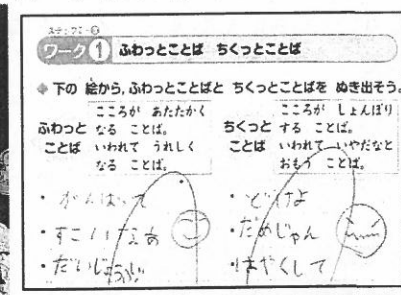 ステップ1-②
ワーク1 ふわっとことば ちくっとことば
◆ 下の 絵から、ふわっとことばと ちくっとことばを ぬき出そう。
ふわっと ことば
こころが あたたかく
なる ことば。
いわれて うれしく
なる ことば。
・がんばって
・すごいなあ
・だいじょうぶ
ちくっと ことば
こころが しょんぼり
する ことば。
いわれて いやだなと
おもう ことば。
・どけよ
・だめじゃん
・はやくして